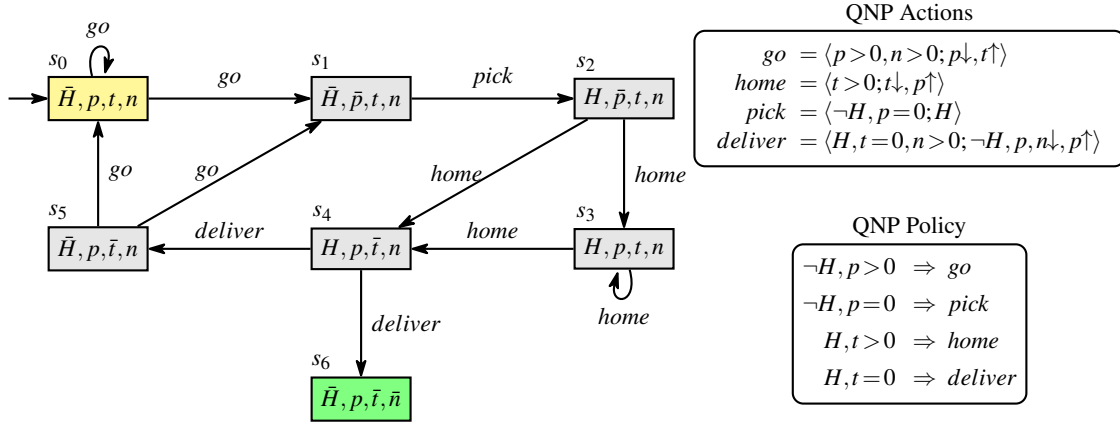 go
s₀
H̄, p, t, n
go
s₁
H̄, p̄, t, n
pick
s₂
H, p̄, t, n
go
go
home
home
s₅
H̄, p, t̄, n
deliver
s₄
H, p, t̄, n
home
s₃
H, p, t, n
home
deliver
s₆
H̄, p, t̄, n̄
QNP Actions
go = ⟨p>0, n>0; p↓, t↑⟩
home = ⟨t>0; t↓, p↑⟩
pick = ⟨¬H, p=0; H⟩
deliver = ⟨H, t=0, n>0; ¬H, p, n↓, p↑⟩
QNP Policy
¬H, p>0 ⇒ go
¬H, p=0 ⇒ pick
H, t>0 ⇒ home
H, t=0 ⇒ deliver